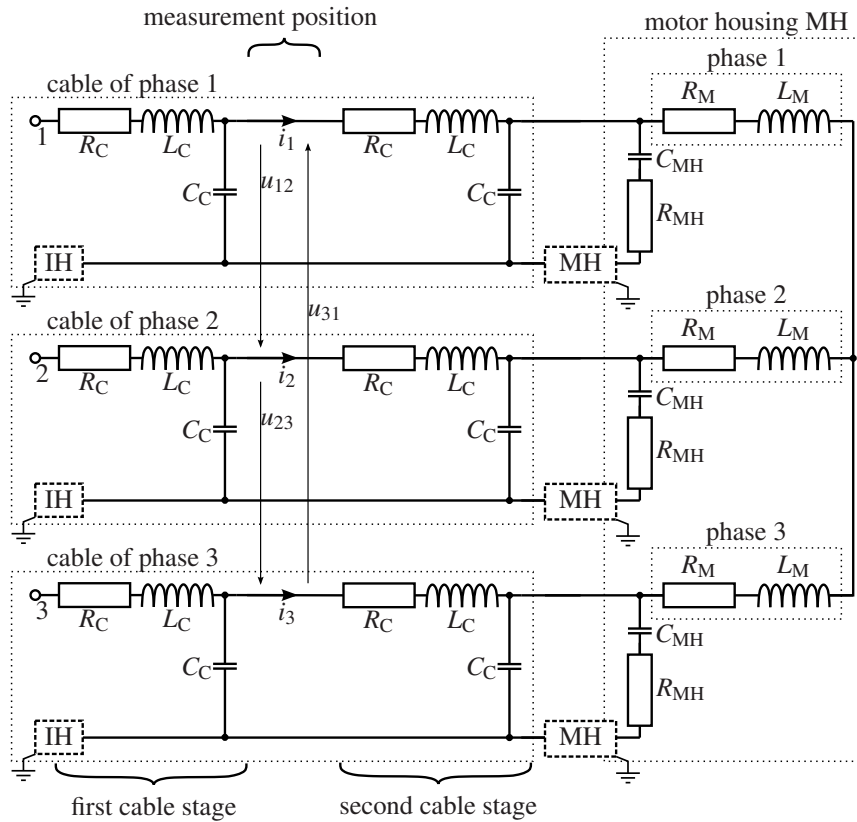 measurement position
motor housing MH
phase 1
cable of phase 1
R_M L_M
1 R_C L_C i_1 R_C L_C
C_MH
C_C u_12 C_C
R_MH
IH MH
u_31
phase 2
cable of phase 2
R_M L_M
2 R_C L_C i_2 R_C L_C
C_MH
C_C u_23 C_C
R_MH
IH MH
phase 3
cable of phase 3
R_M L_M
3 R_C L_C i_3 R_C L_C
C_MH
C_C C_C
R_MH
IH MH
first cable stage second cable stage